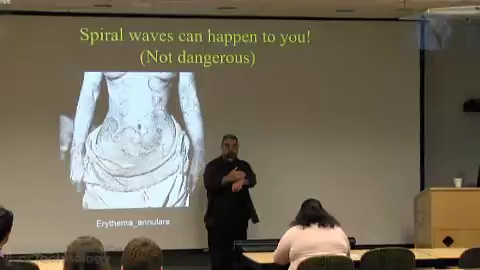 Spiral waves can happen to you!
(Not dangerous)
Erythema_annulare